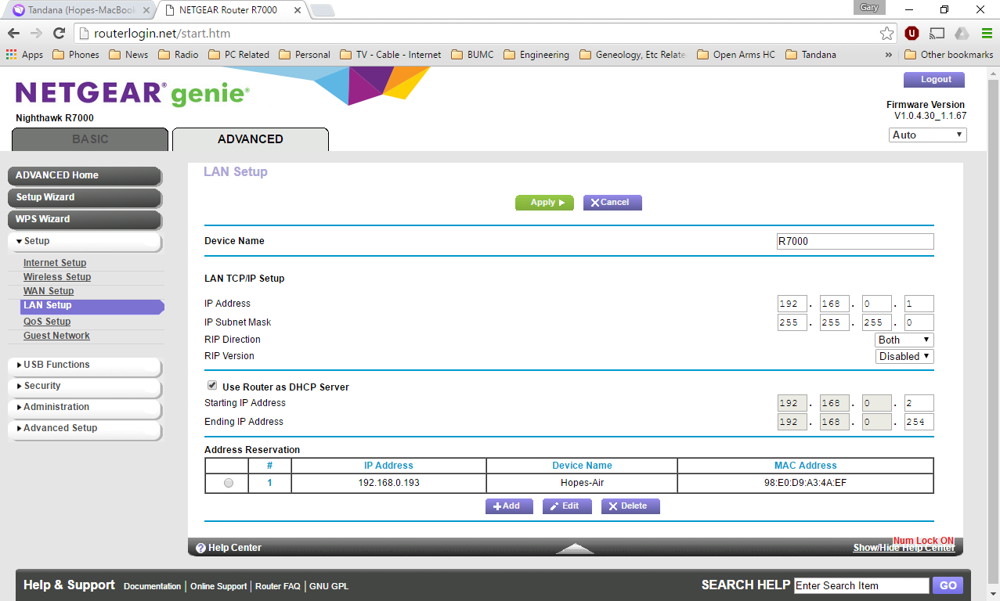 Tandana (Hopes-MacBook
NETGEAR Router R7000
Gary
routerlogin.net/start.htm
Apps Phones News Radio PC Related Personal TV - Cable - Internet BUMC Engineering Geneology, Etc Relate Open Arms HC Tandana » Other bookmarks
NETGEAR® genie®
Logout
Nighthawk R7000
Firmware Version
V1.0.4.30_1.1.67
Auto
BASIC
ADVANCED
ADVANCED Home
Setup Wizard
WPS Wizard
Setup
Internet Setup
Wireless Setup
WAN Setup
LAN Setup
QoS Setup
Guest Network
USB Functions
Security
Administration
Advanced Setup
LAN Setup
Apply Cancel
Device Name R7000
LAN TCP/IP Setup
IP Address 192 . 168 . 0 . 1
IP Subnet Mask 255 . 255 . 255 . 0
RIP Direction Both
RIP Version Disabled
Use Router as DHCP Server
Starting IP Address 192 . 168 . 0 . 2
Ending IP Address 192 . 168 . 0 . 254
Address Reservation
# IP Address Device Name MAC Address
1 192.168.0.193 Hopes-Air 98:E0:D9:A3:4A:EF
Add Edit Delete
Num Lock ON
Help Center Show/Hide Help Center
Help & Support Documentation | Online Support | Router FAQ | GNU GPL
SEARCH HELP Enter Search Item GO